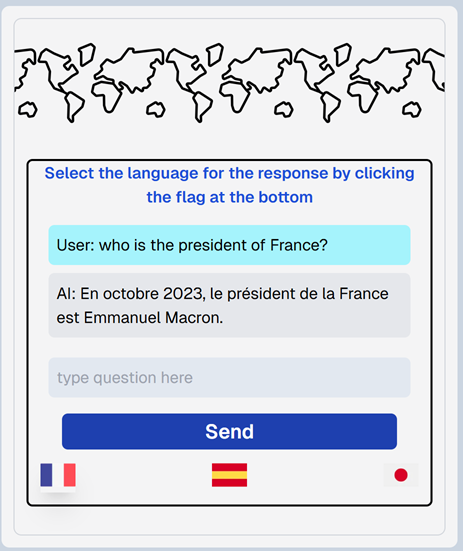 Select the language for the response by clicking
the flag at the bottom
User: who is the president of France?
AI: En octobre 2023, le président de la France
est Emmanuel Macron.
type question here
Send